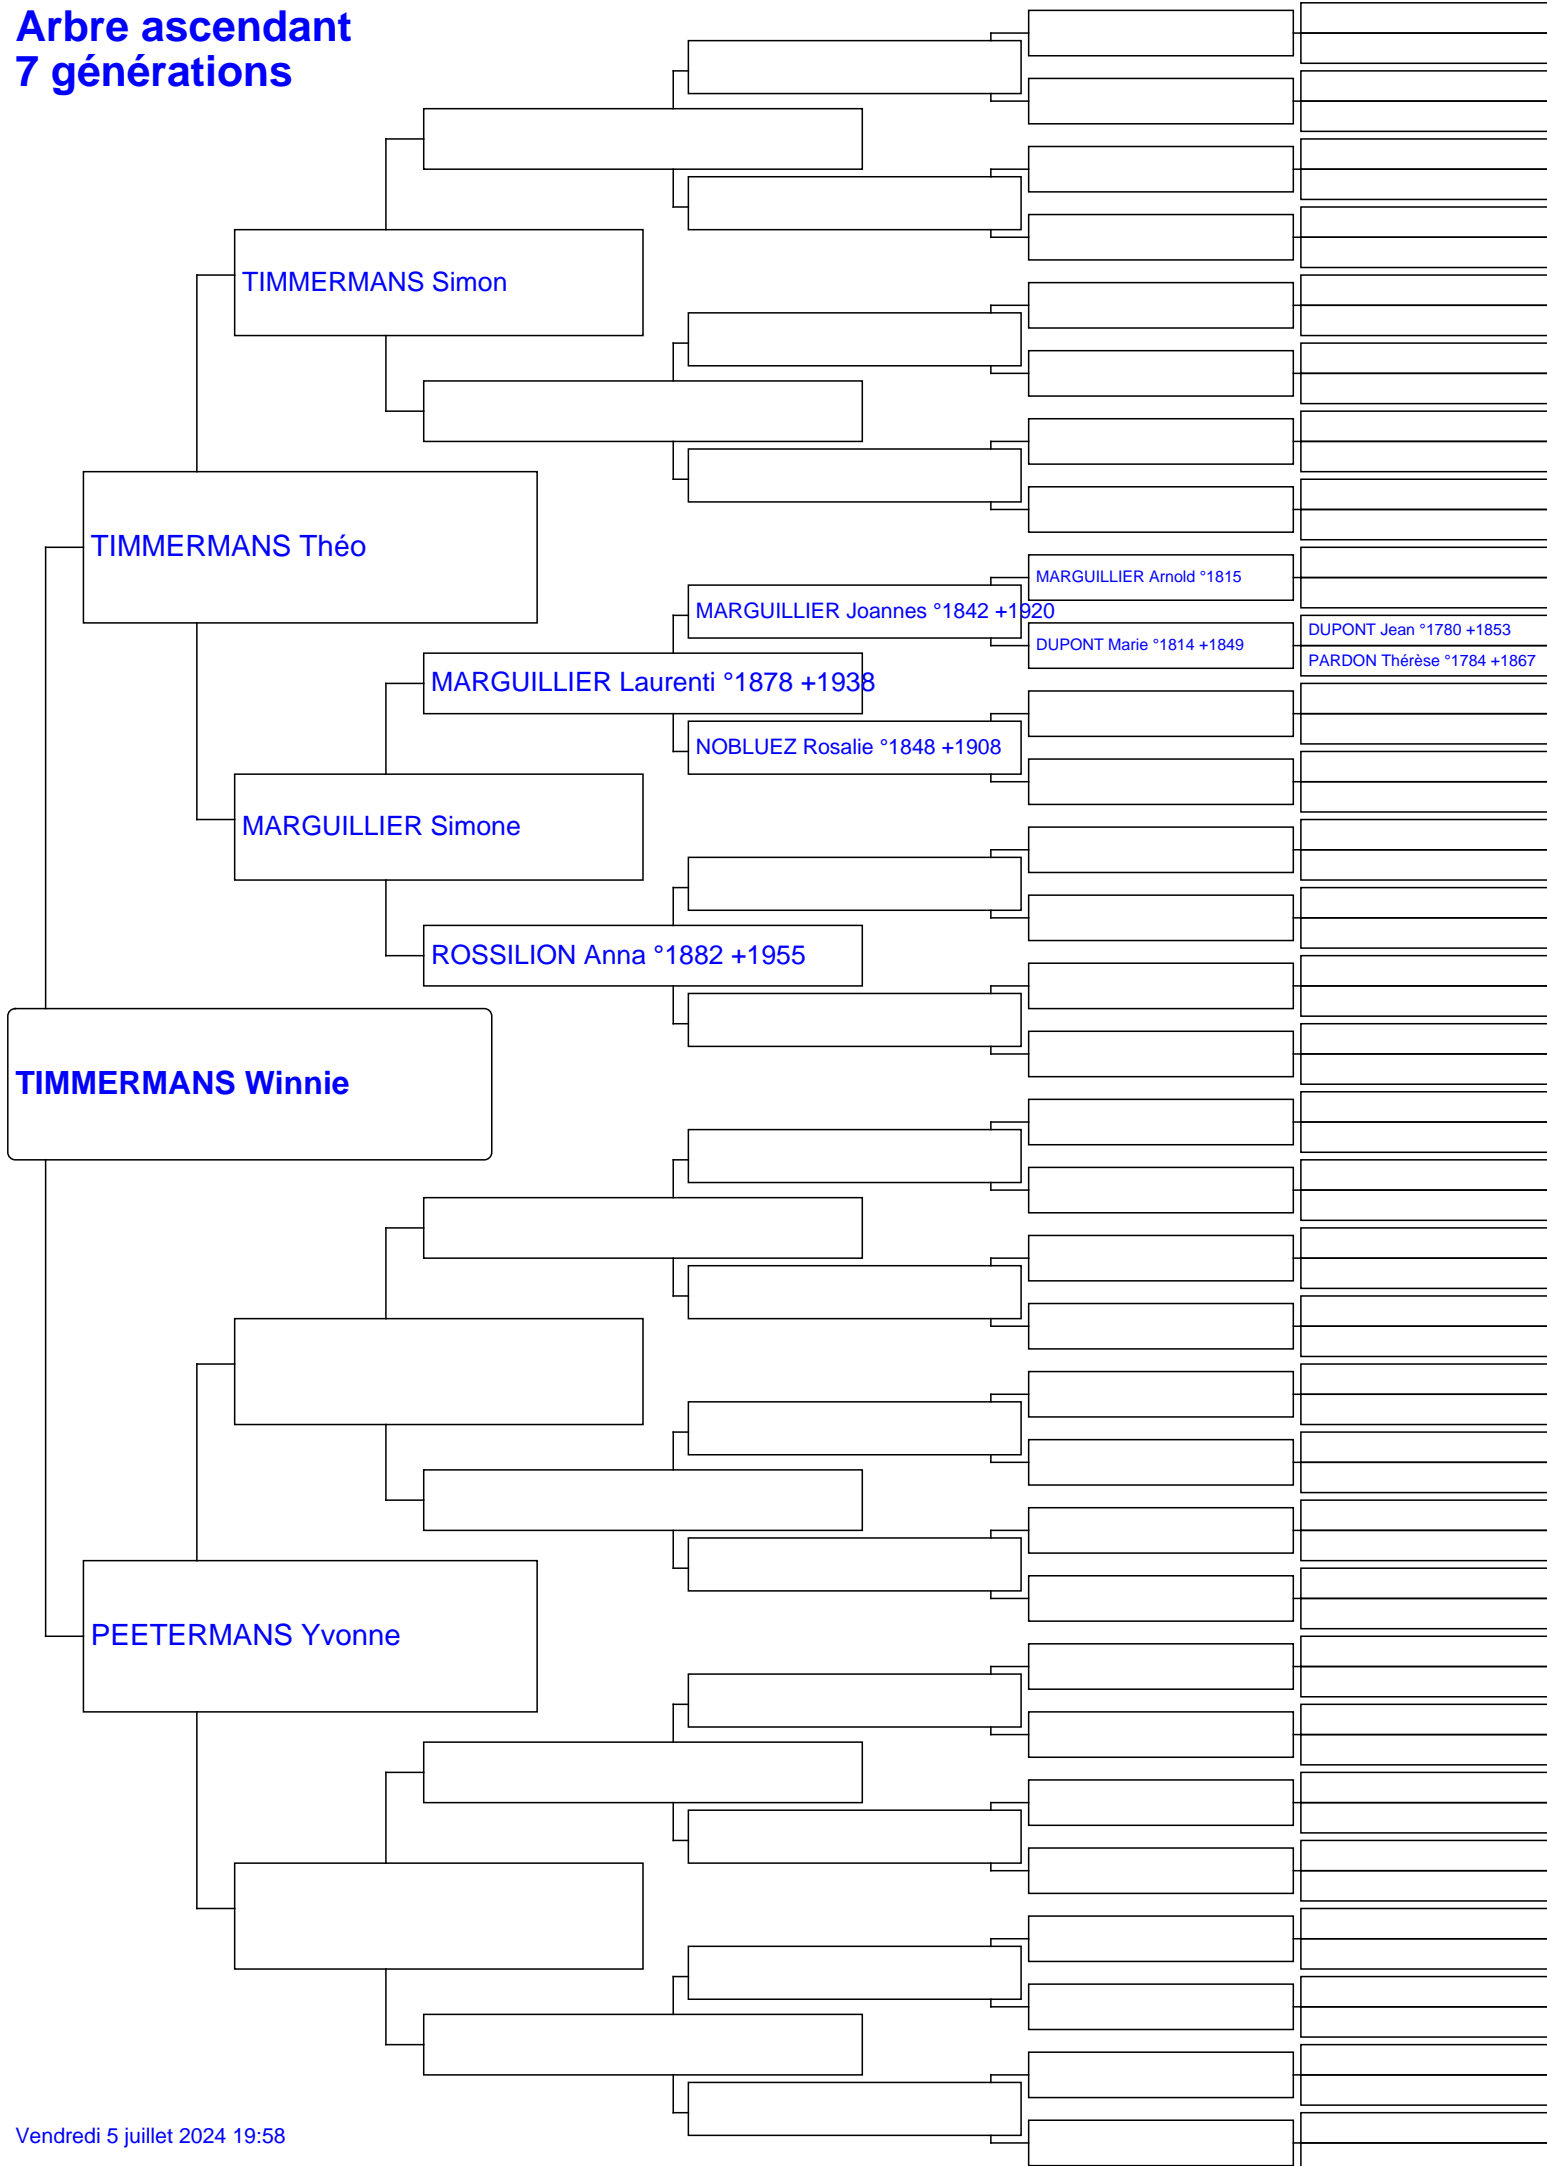 Arbre ascendant
7 générations
TIMMERMANS Simon
TIMMERMANS Théo
MARGUILLIER Arnold °1815
MARGUILLIER Joannes °1842 +1920
DUPONT Jean °1780 +1853
DUPONT Marie °1814 +1849
PARDON Thérèse °1784 +1867
MARGUILLIER Laurenti °1878 +1938
NOBLUEZ Rosalie °1848 +1908
MARGUILLIER Simone
ROSSILION Anna °1882 +1955
TIMMERMANS Winnie
PEETERMANS Yvonne
Vendredi 5 juillet 2024 19:58